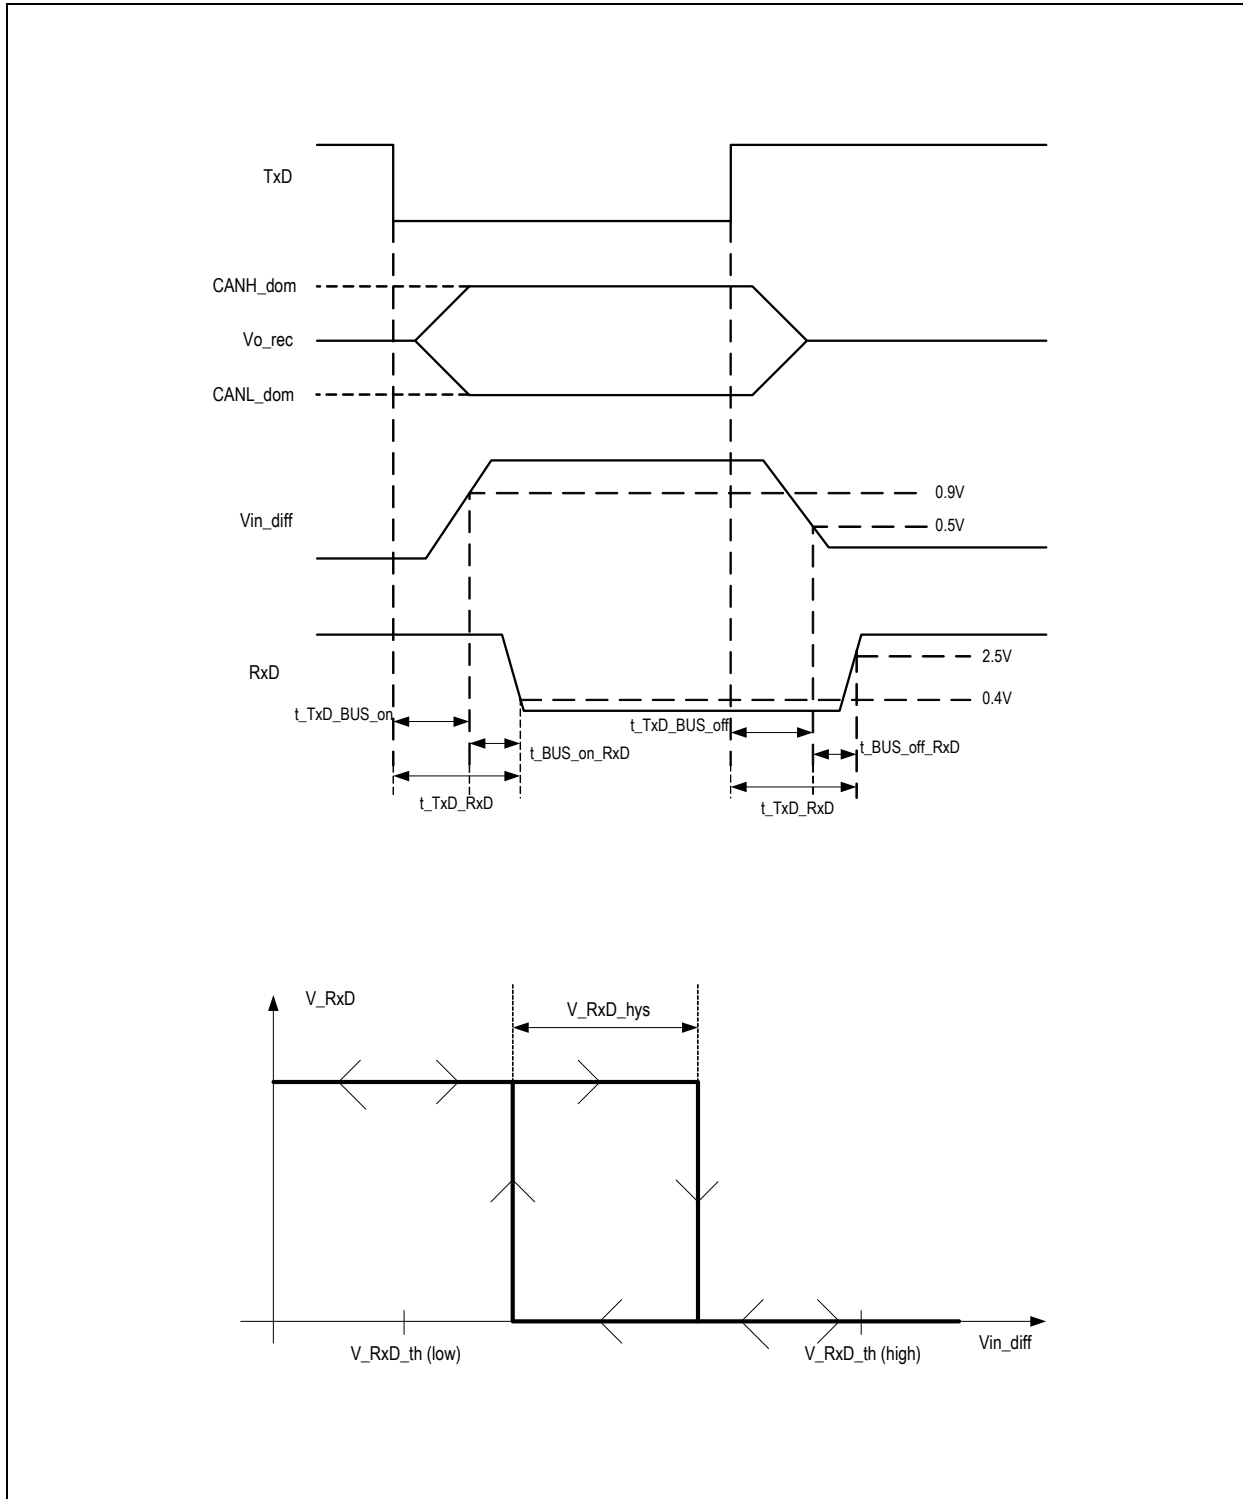 TxD
CANH_dom
Vo_rec
CANL_dom
0.9V
Vin_diff
0.5V
2.5V
RxD
0.4V
t_TxD_BUS_on
t_TxD_BUS_off
t_BUS_on_RxD
t_BUS_off_RxD
t_TxD_RxD
t_TxD_RxD
V_RxD
V_RxD_hys
V_RxD_th (low)
V_RxD_th (high)
Vin_diff